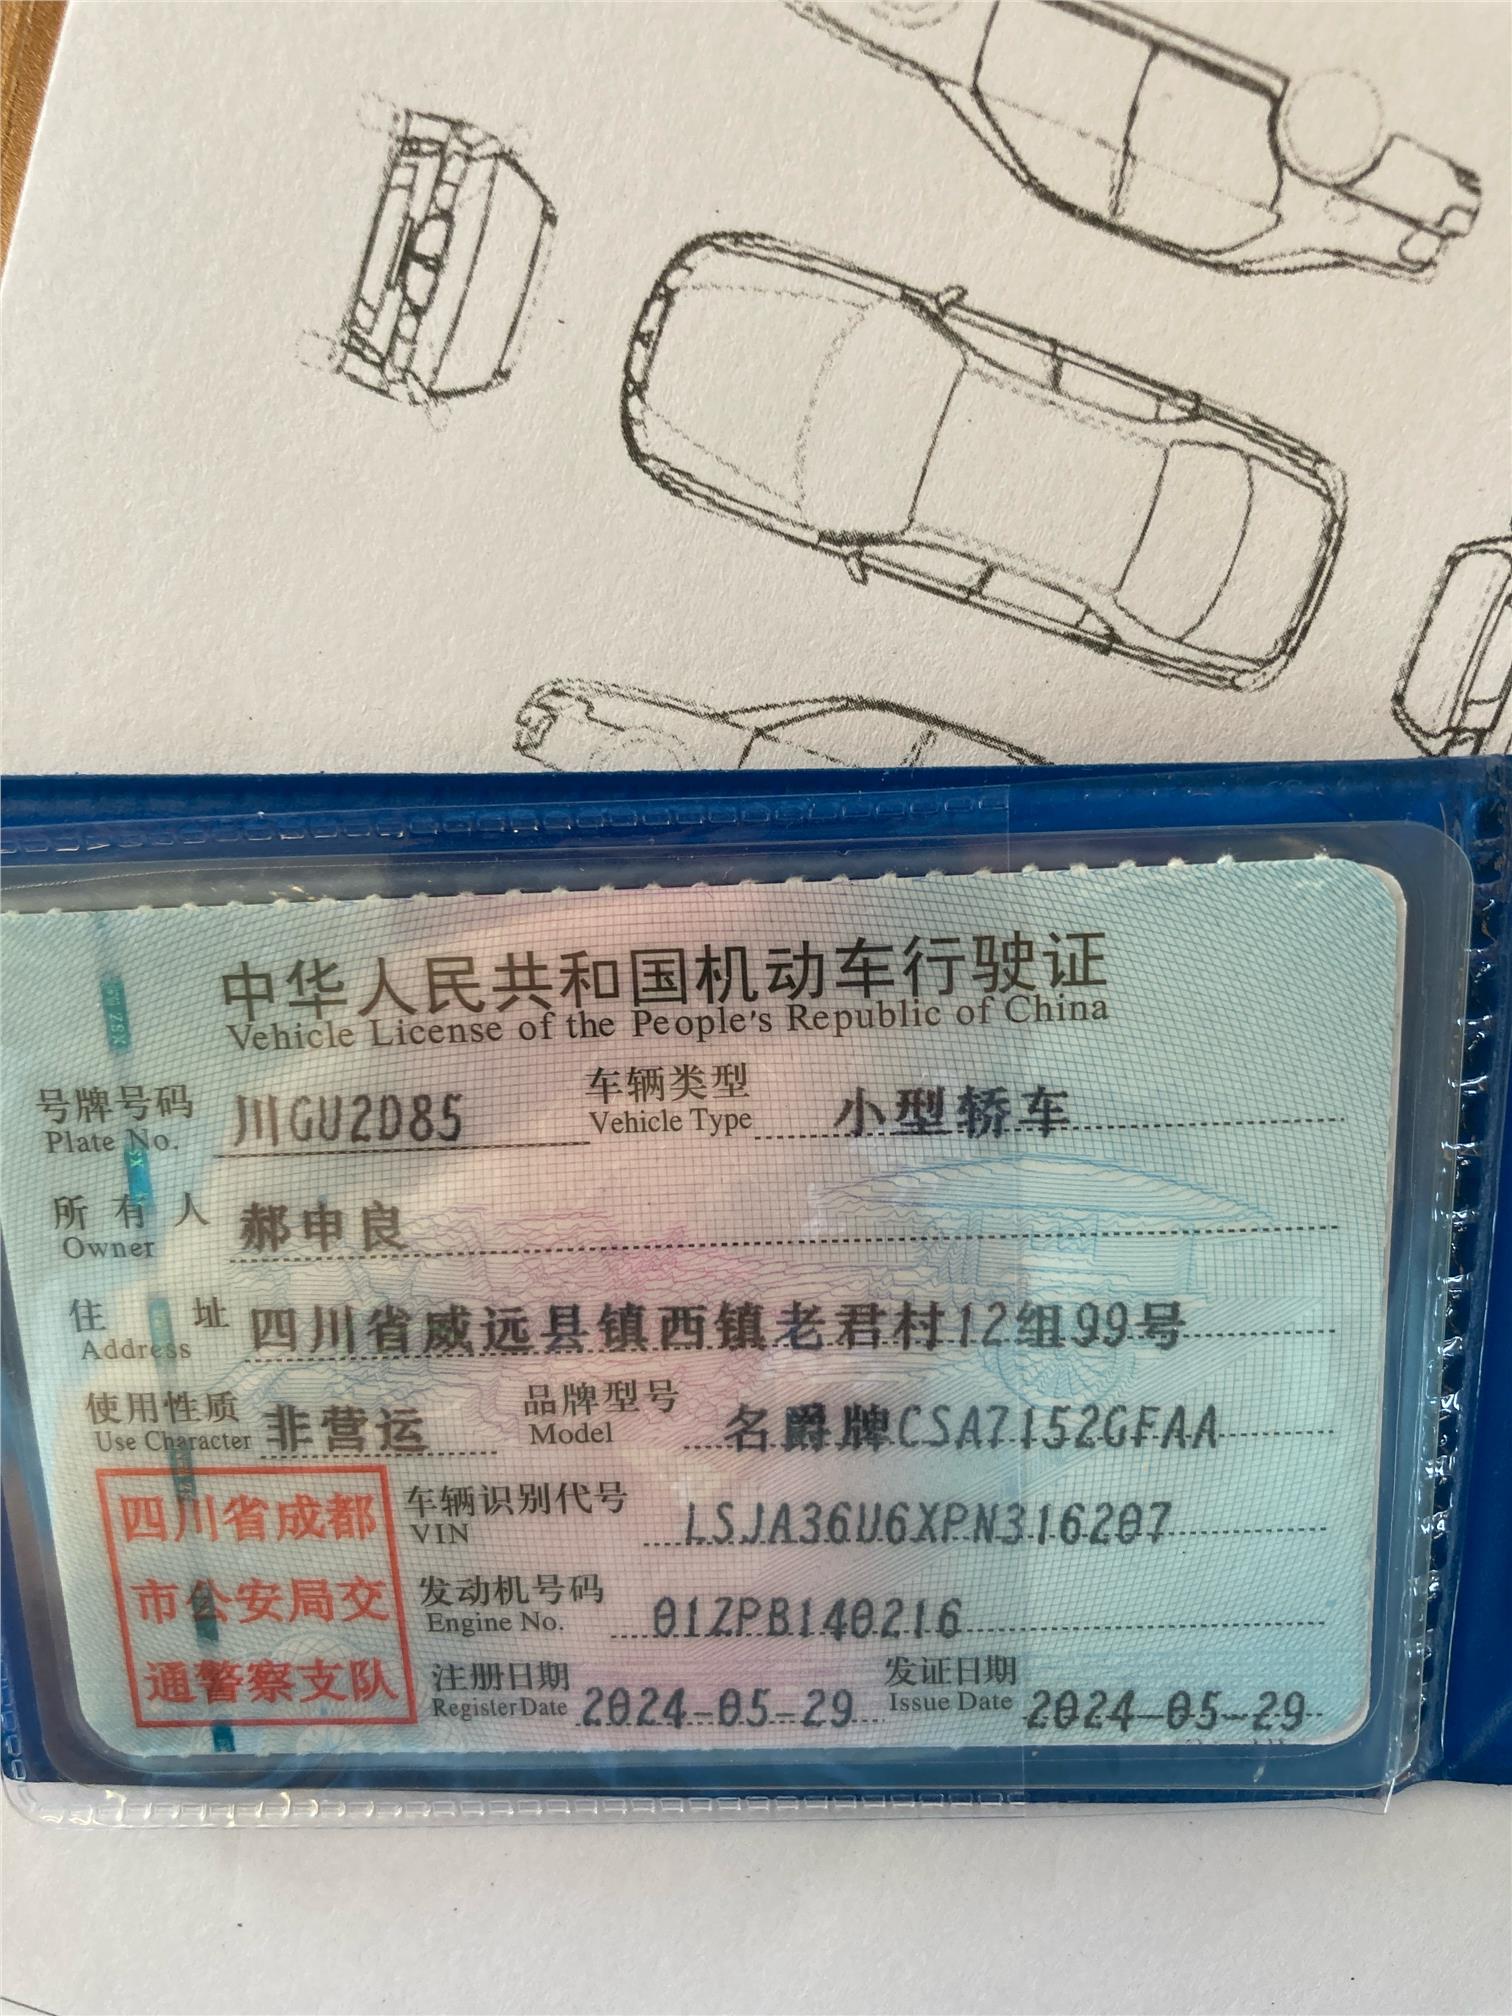 中华人民共和国机动车行驶证
Vehicle License of the People's Republic of China
号牌号码 川GU2D85 车辆类型 小型轿车
Plate No. Vehicle Type
所有人 郝申良
Owner
住址 四川省威远县镇西镇老君村12组99号
Address
使用性质 非营运 品牌型号 名爵牌CSA7152GFAA
Use Character Model
四川省成都
市公安局交
通警察支队
车辆识别代号 LSJA36U6XPN316207
VIN
发动机号码 01ZPB140216
Engine No.
注册日期 2024-05-29 发证日期 2024-05-29
Register Date Issue Date